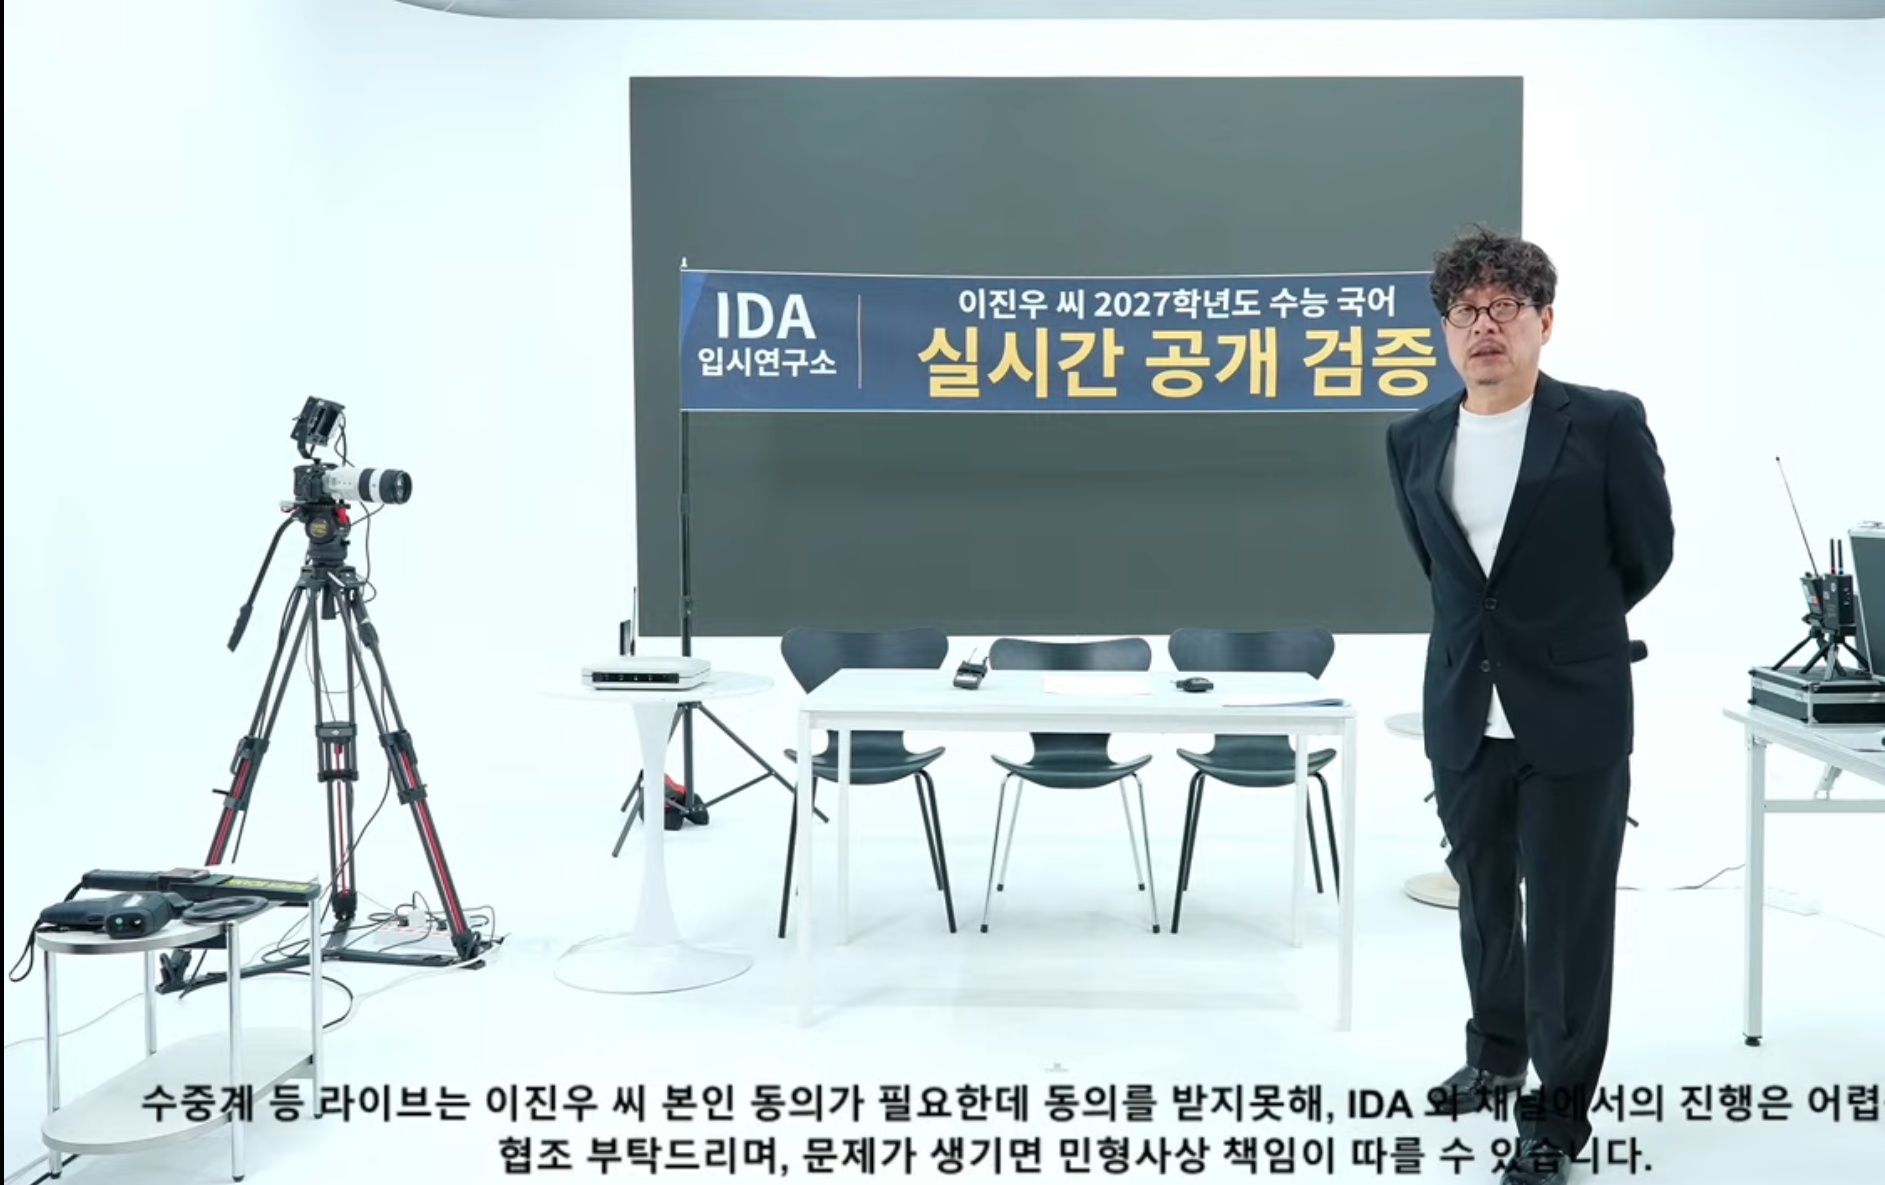 IDA
입시연구소
이진우 씨 2027학년도 수능 국어
실시간 공개 검증
수중계 등 라이브는 이진우 씨 본인 동의가 필요한데 동의를 받지못해, IDA 외 채널에서의 진행은 어렵
협조 부탁드리며, 문제가 생기면 민형사상 책임이 따를 수 있습니다.